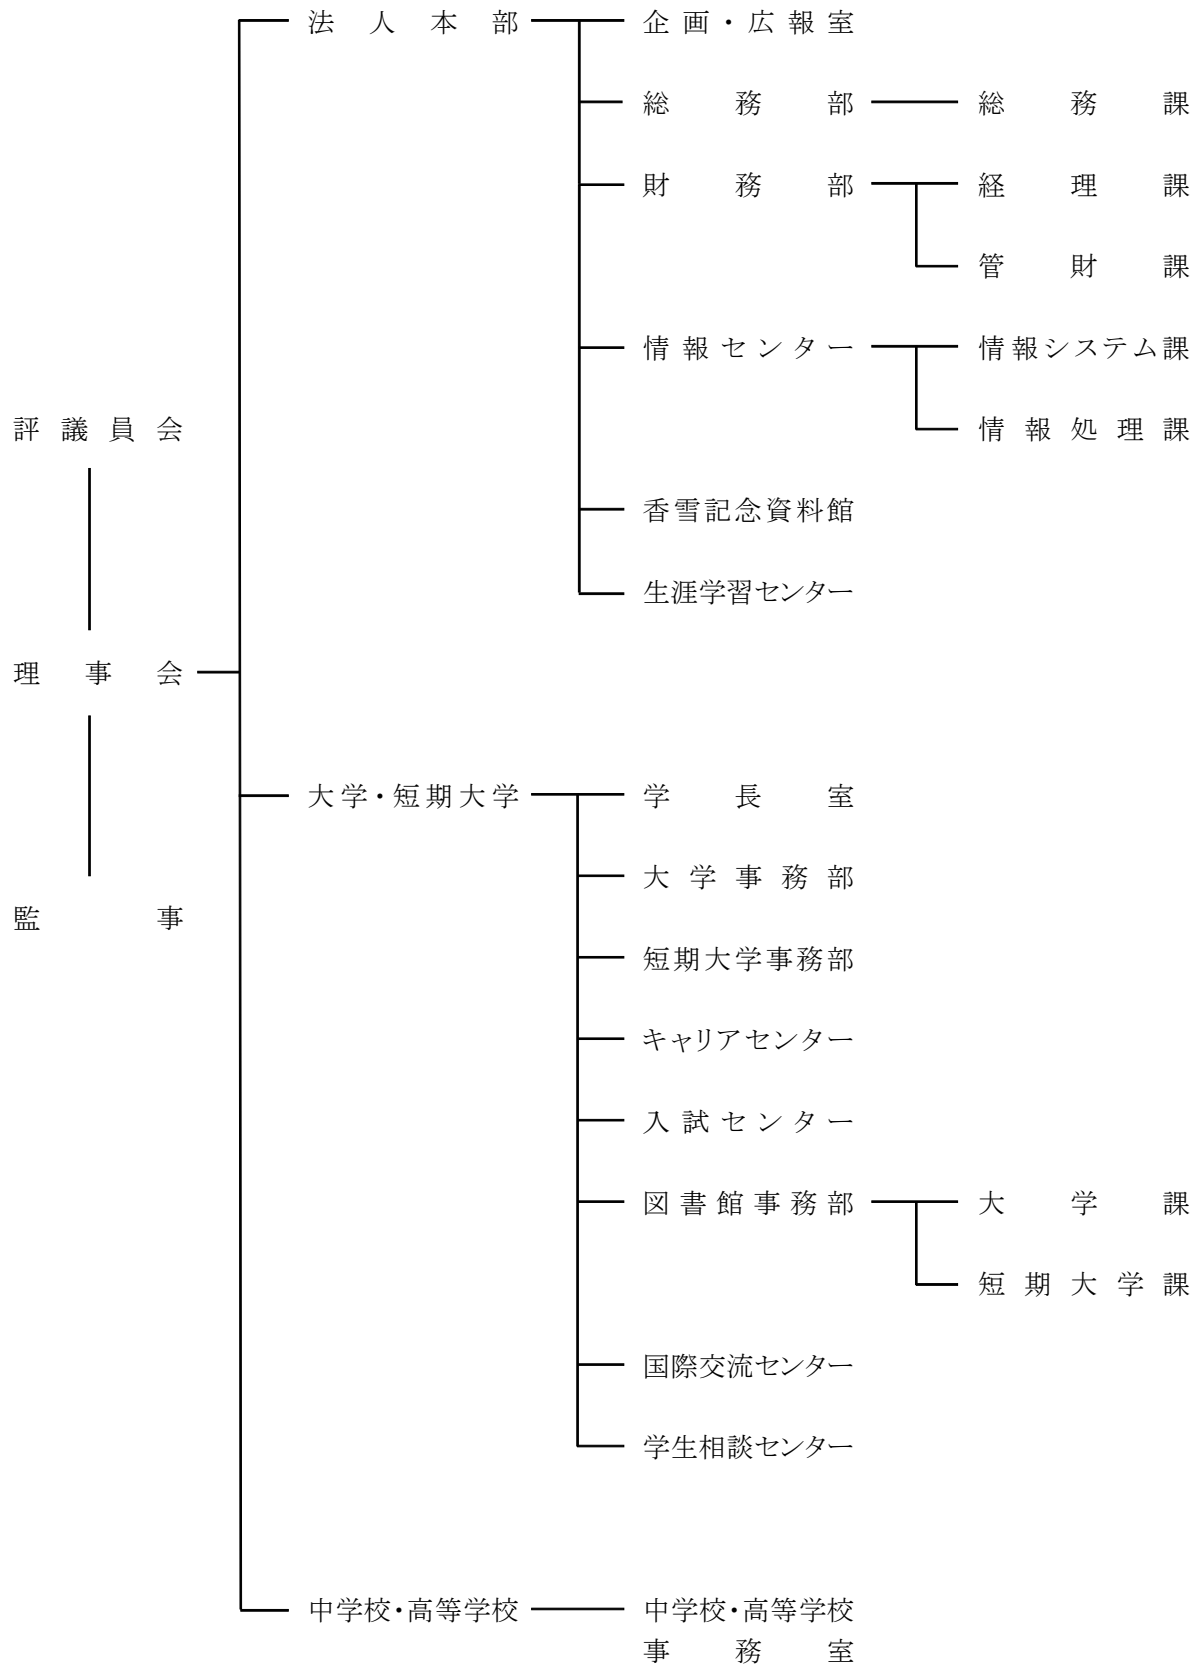 法人本部
企画・広報室
総務部
総務課
財務部
経理課
管財課
情報センター
情報システム課
情報処理課
評議員会
香雪記念資料館
生涯学習センター
理事会
大学・短期大学
学長室
大学事務部
監事
短期大学事務部
キャリアセンター
入試センター
図書館事務部
大学課
短期大学課
国際交流センター
学生相談センター
中学校・高等学校
中学校・高等学校
事務室